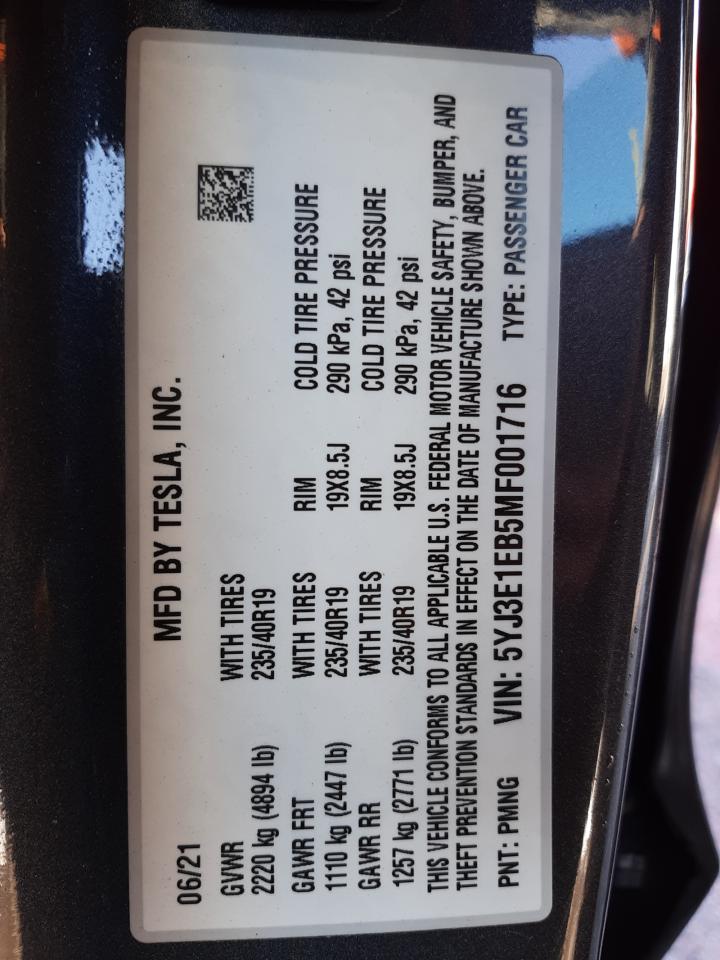 MFD BY TESLA, INC.
06/21
GVWR WITH TIRES
2220 kg (4894 lb) 235/40R19
GAWR FRT WITH TIRES RIM COLD TIRE PRESSURE
1110 kg (2447 lb) 235/40R19 19X8.5J 290 kPa, 42 psi
GAWR RR WITH TIRES RIM COLD TIRE PRESSURE
1257 kg (2771 lb) 235/40R19 19X8.5J 290 kPa, 42 psi
THIS VEHICLE CONFORMS TO ALL APPLICABLE U.S. FEDERAL MOTOR VEHICLE SAFETY, BUMPER, AND
THEFT PREVENTION STANDARDS IN EFFECT ON THE DATE OF MANUFACTURE SHOWN ABOVE.
PNT: PMNG VIN: 5YJ3E1EB5MF001716 TYPE: PASSENGER CAR